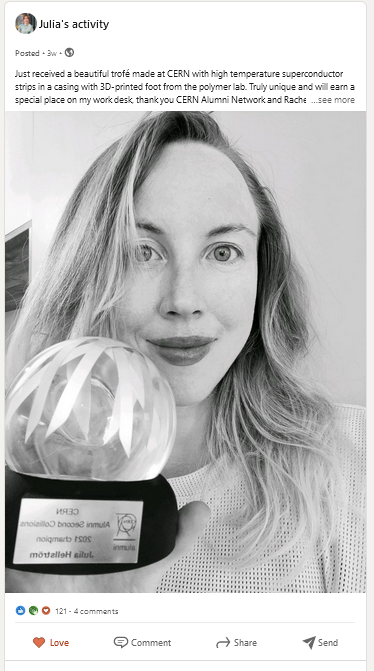 Julia's activity
Posted • 3w •
Just received a beautiful trofé made at CERN with high temperature superconductor
strips in a casing with 3D-printed foot from the polymer lab. Truly unique and will earn a
special place on my work desk, thank you CERN Alumni Network and Rache ...see more
CERN
Alumni Second Collisions
2021 champion
Julia Hellström
CERN
alumni
121 · 4 comments
Love
Comment
Share
Send